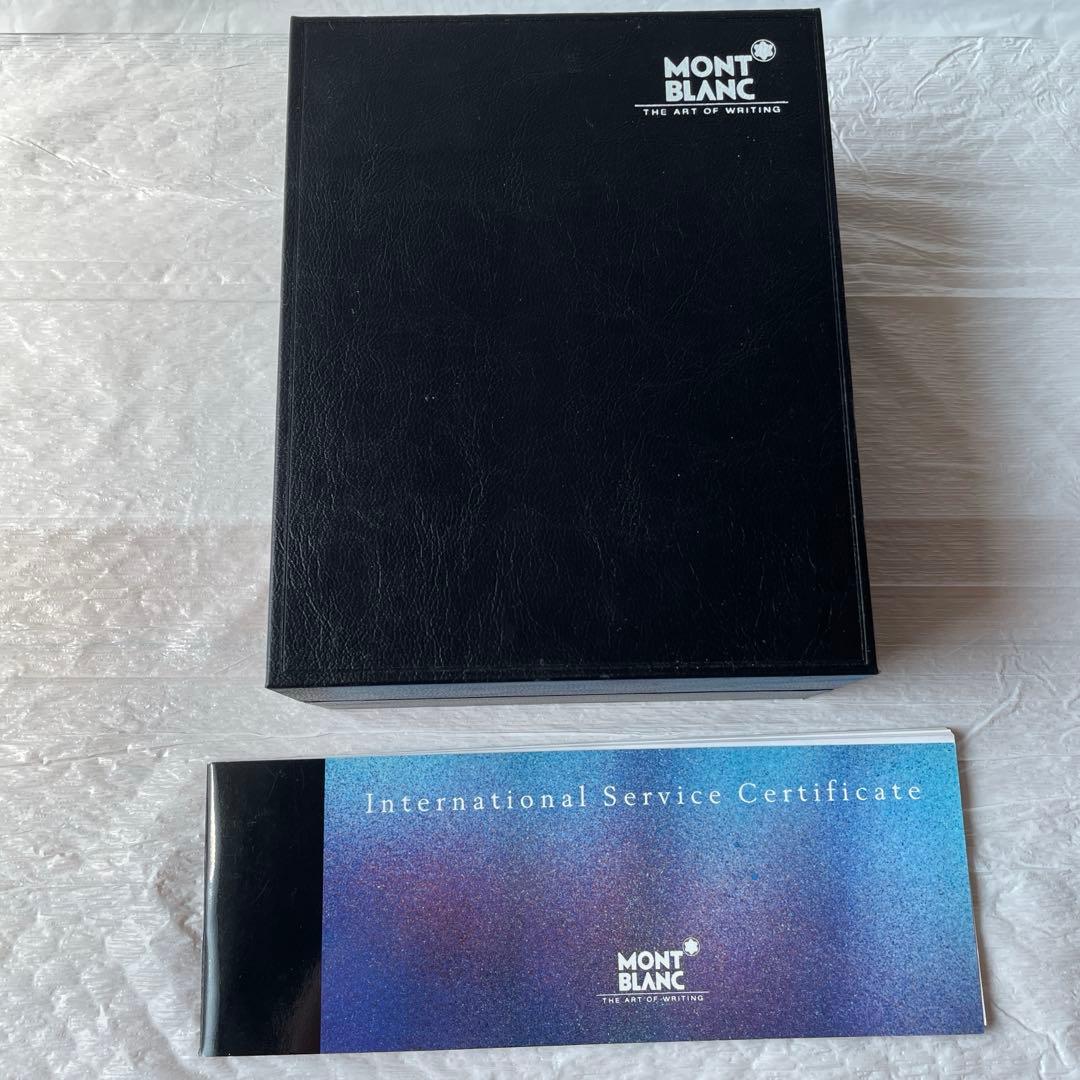 MONT
BLANC
THE ART OF WRITING
International Service Certificate
MONT
BLANC
THE ART OF WRITING